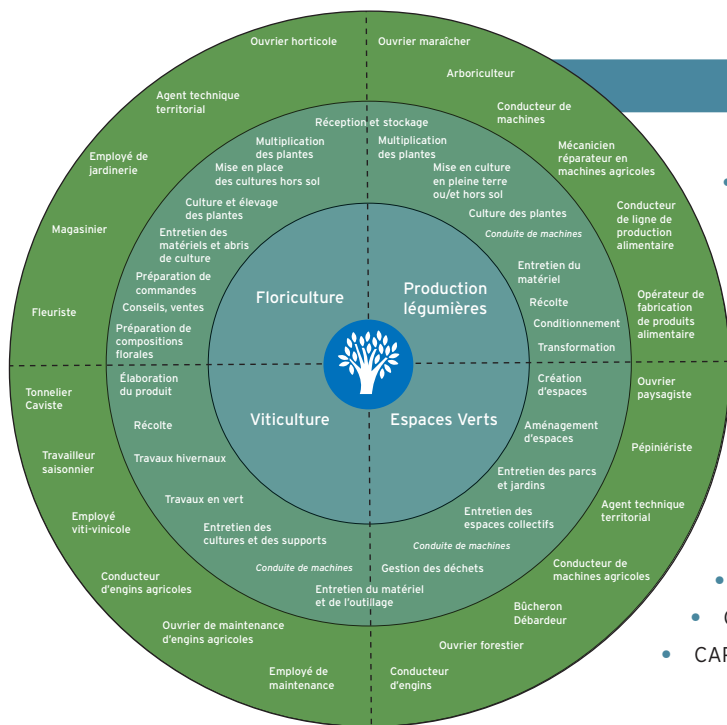 Ouvrier horticole
Agent technique
territorial
Employé de
jardinerie
Magasinier
Fleuriste
Ouvrier maraîcher
Arboriculteur
Conducteur de
machines
Mécanicien
réparateur en
machines agricoles
Conducteur
de ligne de
production
alimentaire
Opérateur de
fabrication
de produits
alimentaire
Réception et stockage
Multiplication
des plantes
Mise en place
des cultures hors sol
Culture et élevage
des plantes
Entretien des
matériels et abris
de culture
Préparation de
commandes
Conseils, ventes
Préparation de
compositions
florales
Multiplication
des plantes
Mise en culture
en pleine terre
ou/et hors sol
Culture des plantes
Conduite de machines
Entretien du
matériel
Récolte
Conditionnement
Transformation
Floriculture
Production
légumières
Viticulture
Espaces Verts
Élaboration
du produit
Récolte
Travaux hivernaux
Travaux en vert
Entretien des
cultures et des supports
Conduite de machines
Entretien du matériel
et de l'outillage
Création
d'espaces
Aménagement
d'espaces
Entretien des parcs
et jardins
Entretien des
espaces collectifs
Conduite de machines
Gestion des déchets
Tonnelier
Caviste
Travailleur
saisonnier
Employé
viti-vinicole
Conducteur
d'engins agricoles
Ouvrier de maintenance
d'engins agricoles
Employé de
maintenance
Ouvrier
paysagiste
Pépiniériste
Agent technique
territorial
Conducteur de
machines agricoles
Bûcheron
Débardeur
Ouvrier forestier
Conducteur
d'engins
•
•
• C
• CAP